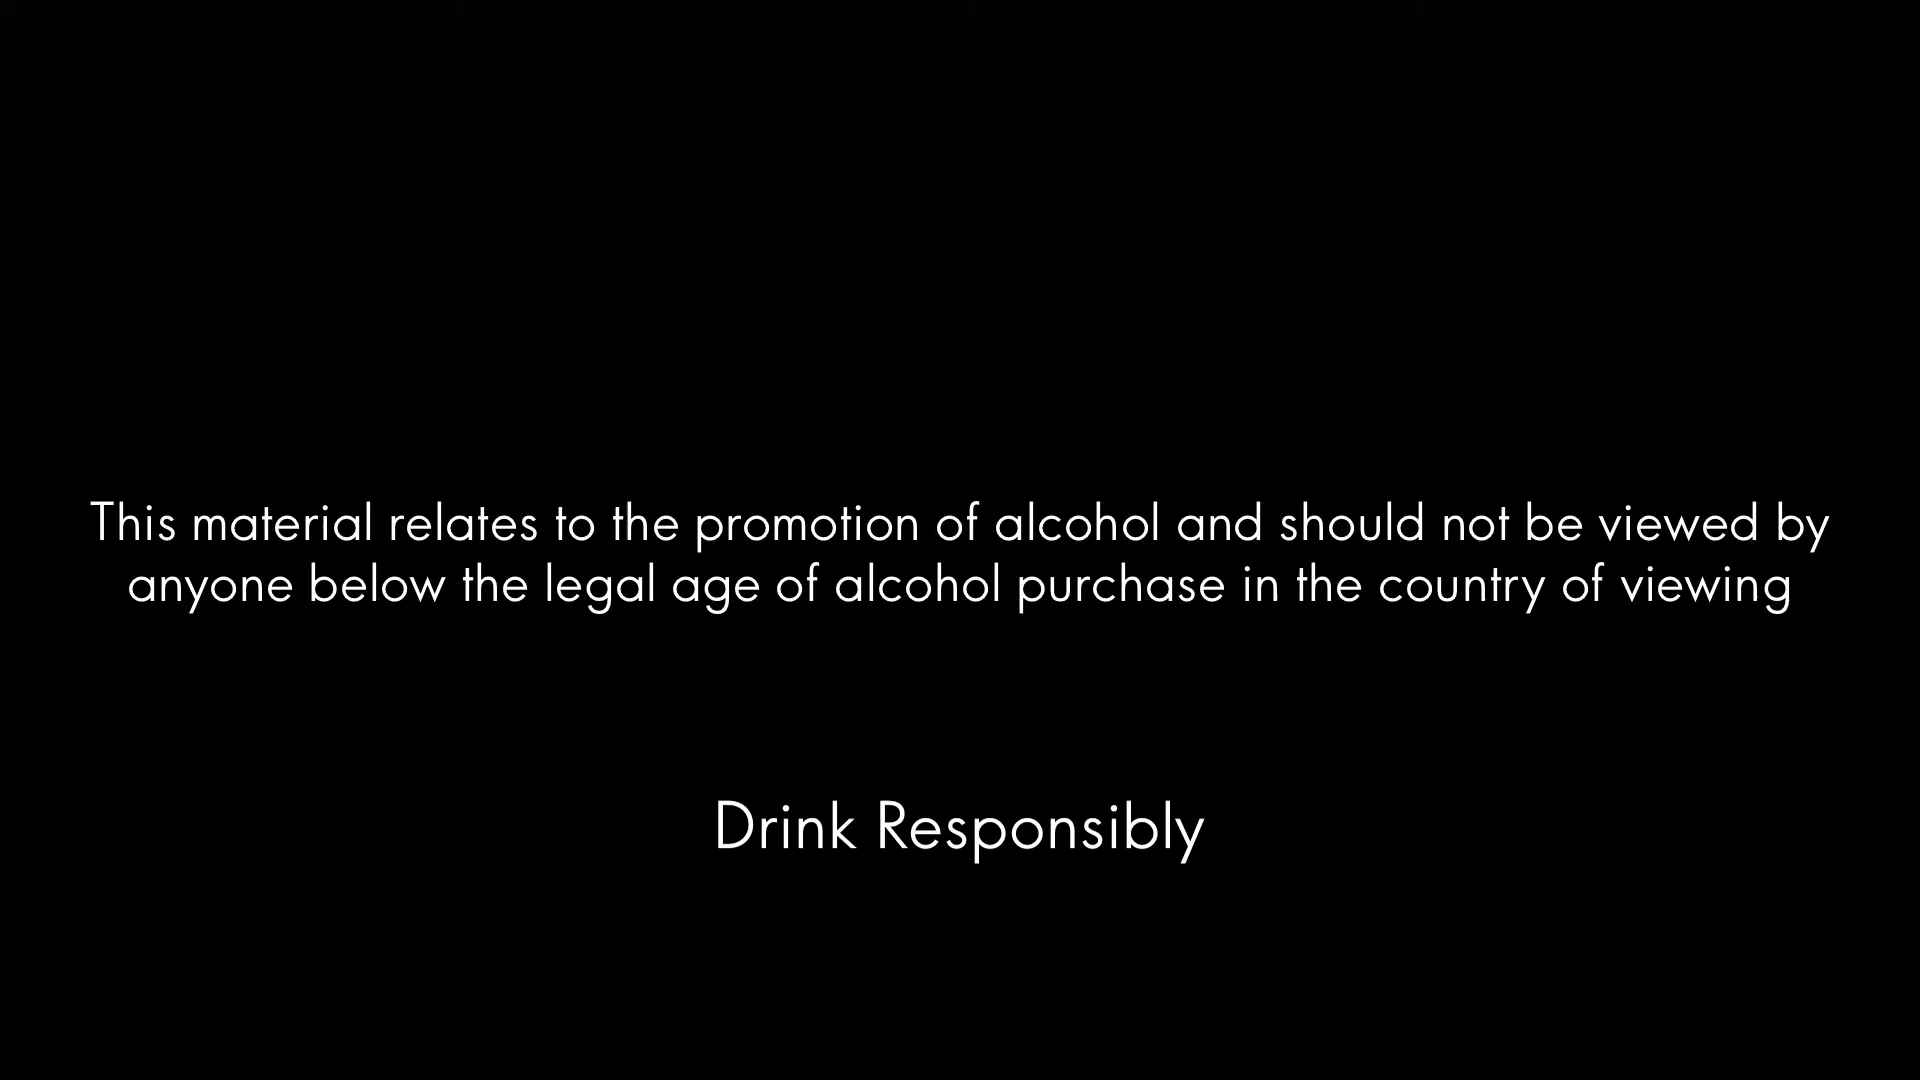 This material relates to the promotion of alcohol and should not be viewed by
anyone below the legal age of alcohol purchase in the country of viewing
Drink Responsibly